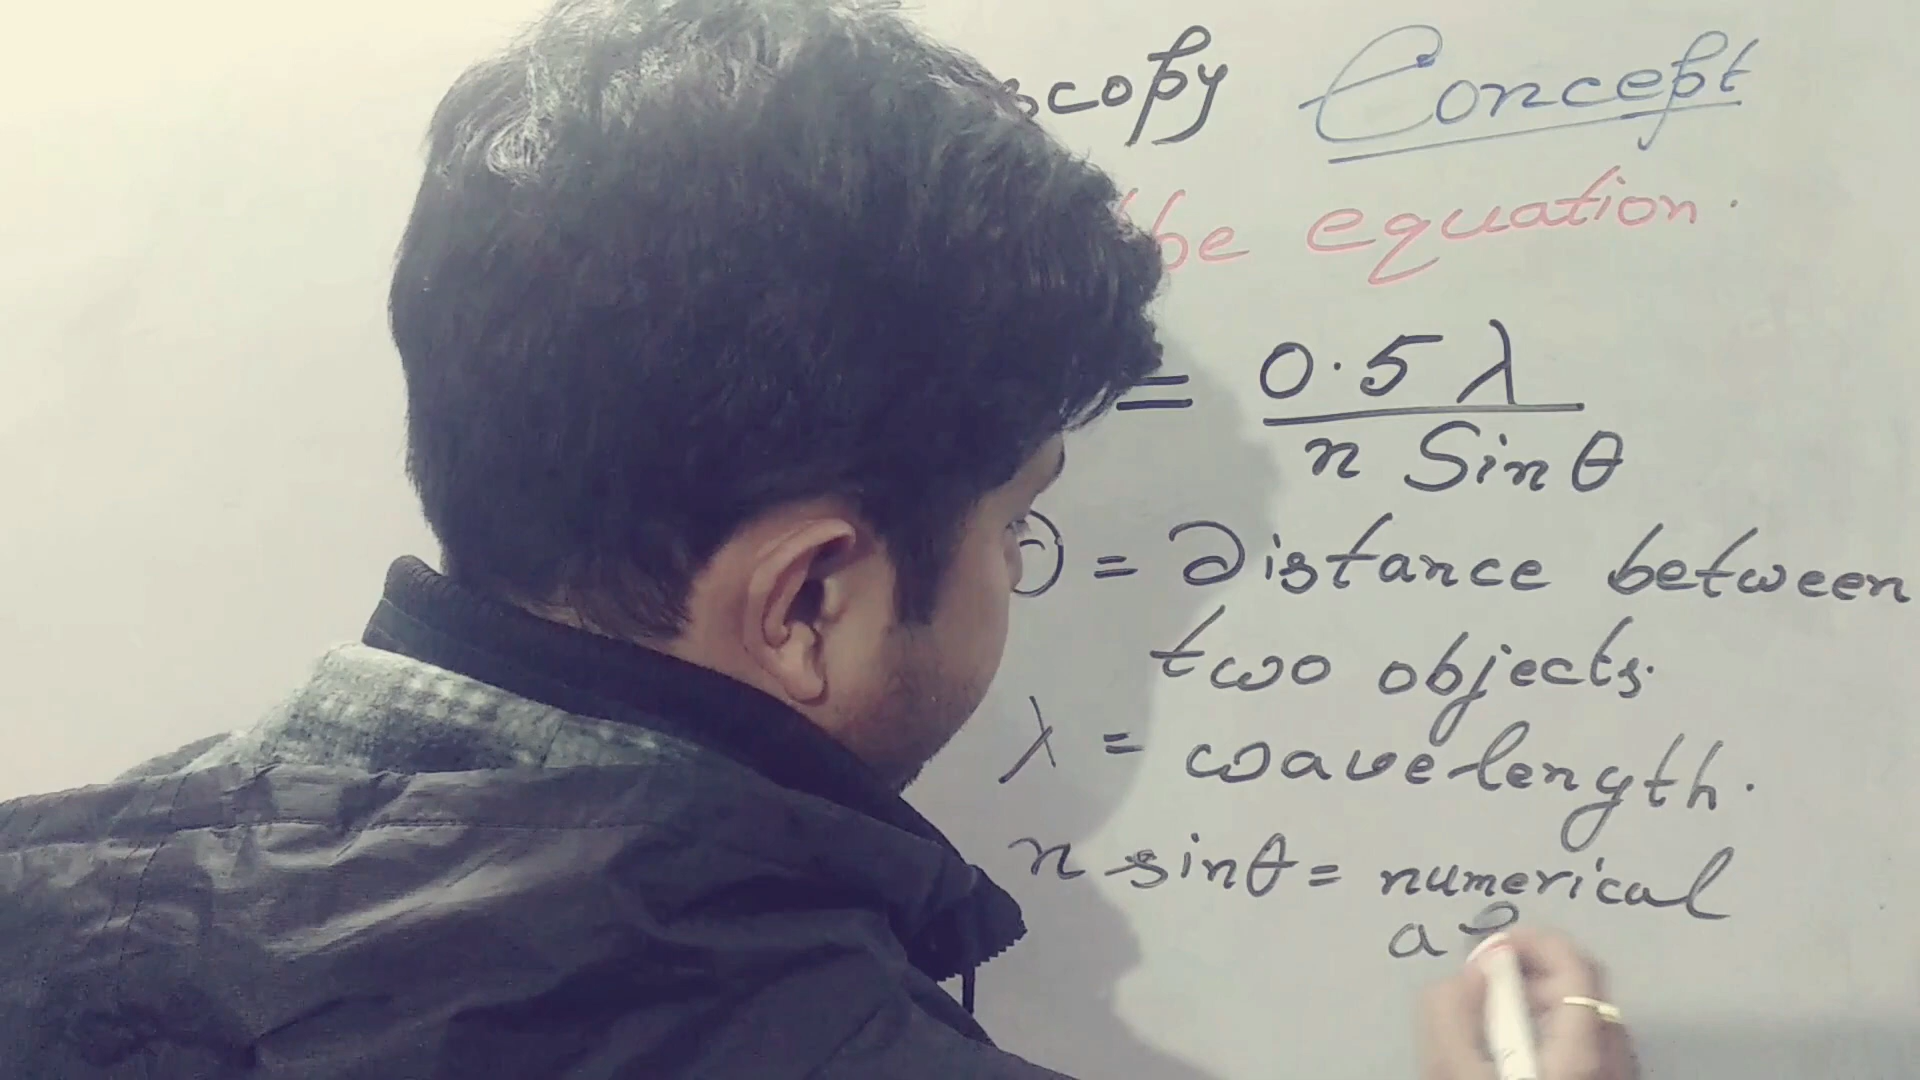 scopy Concept
be equation.
= 0.5 λ
n Sinθ
D = Distance between
two objects.
λ = wavelength.
n sinθ = numerical
a